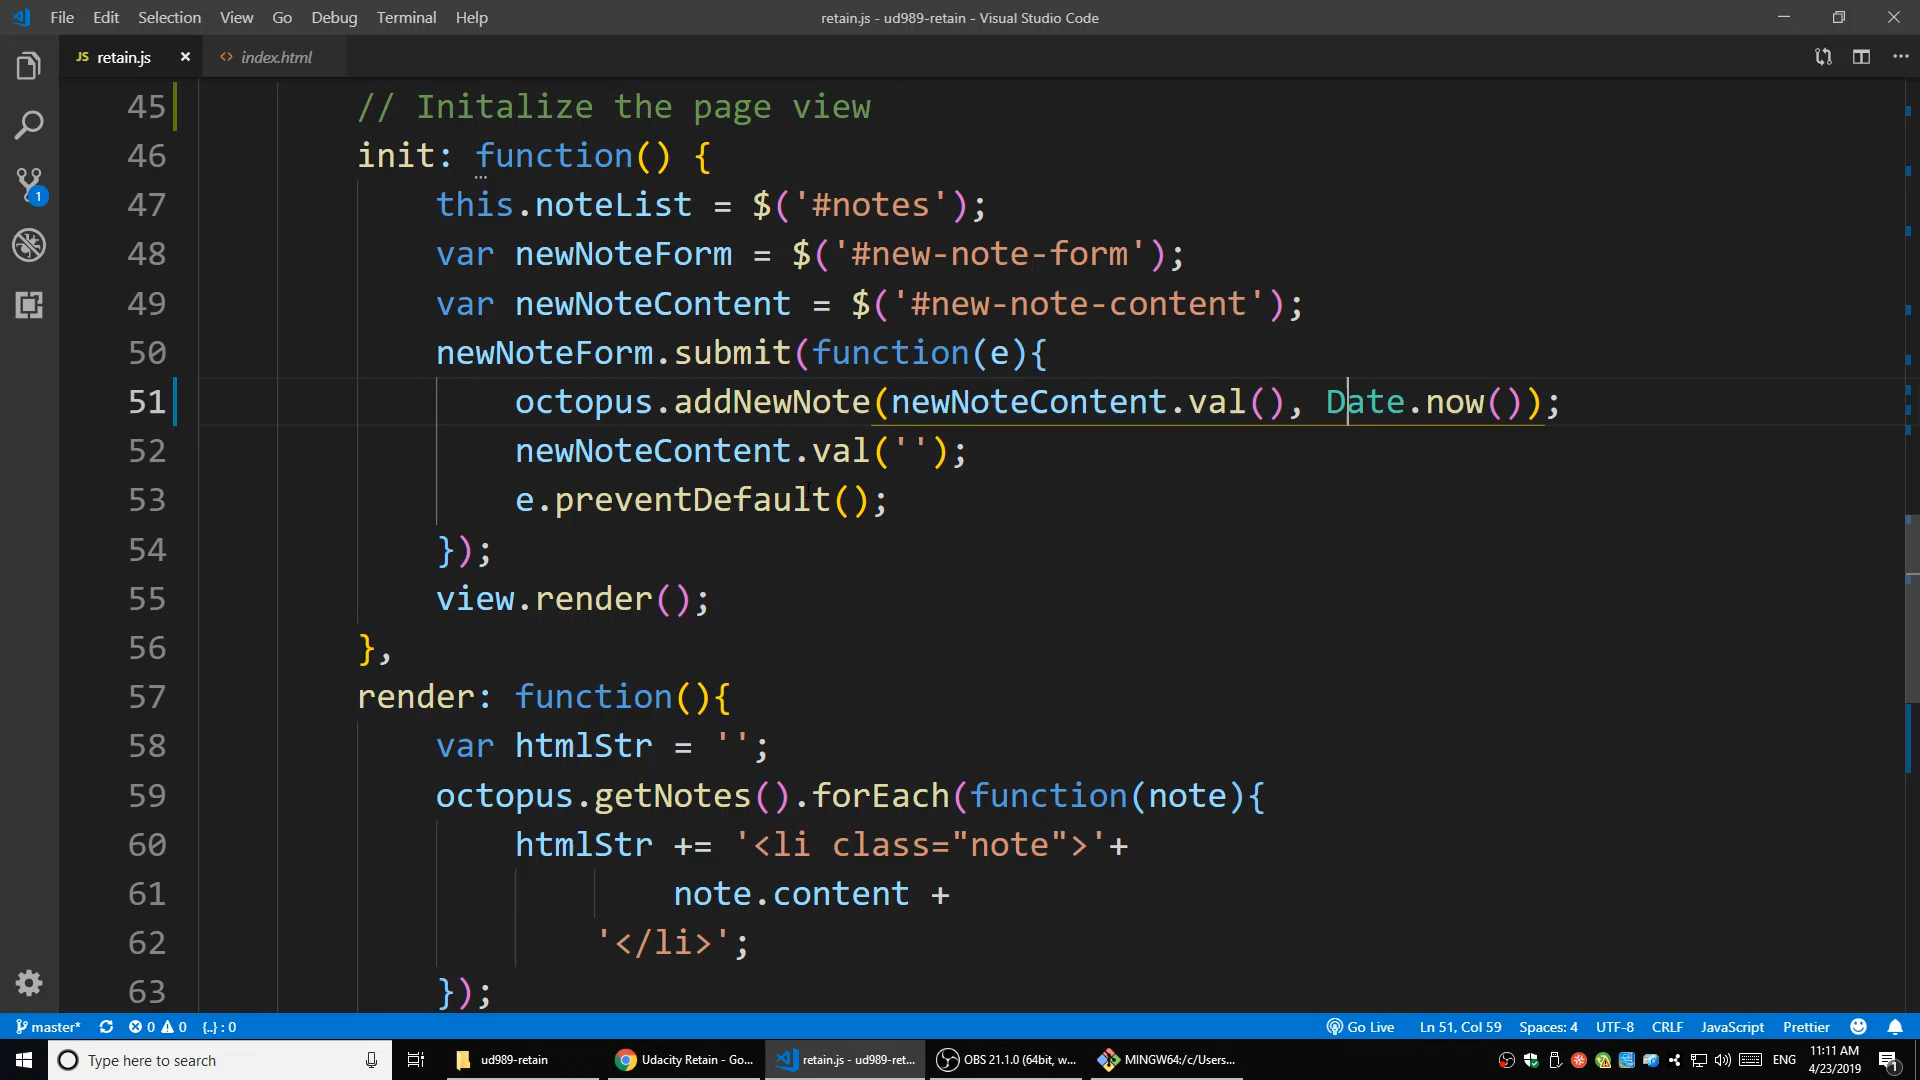 File Edit Selection View Go Debug Terminal Help
retain.js - ud989-retain - Visual Studio Code
JS retain.js × <> index.html
45 // Initalize the page view
46 init: function() {
47 this.noteList = $('#notes');
48 var newNoteForm = $('#new-note-form');
49 var newNoteContent = $('#new-note-content');
50 newNoteForm.submit(function(e){
51 octopus.addNewNote(newNoteContent.val(), Date.now());
52 newNoteContent.val('');
53 e.preventDefault();
54 });
55 view.render();
56 },
57 render: function(){
58 var htmlStr = '';
59 octopus.getNotes().forEach(function(note){
60 htmlStr += '<li class="note">'+
61 note.content +
62 '</li>';
63 });
1
master* 0 0 {..} : 0 Go Live Ln 51, Col 59 Spaces: 4 UTF-8 CRLF JavaScript Prettier
Type here to search ud989-retain Udacity Retain - Go... retain.js - ud989-ret... OBS 21.1.0 (64bit, w... MINGW64:/c/Users... ENG 11:11 AM
4/23/2019 1